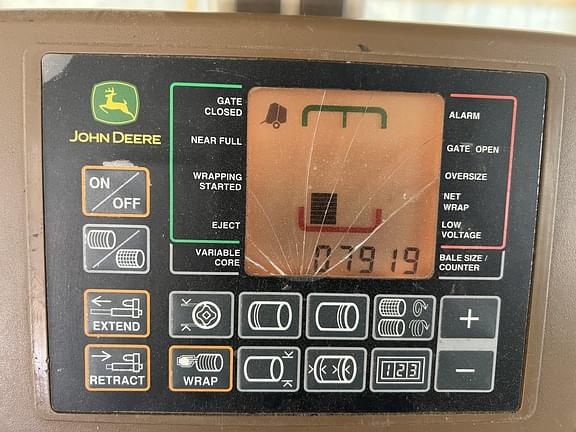 JOHN DEERE
GATE
CLOSED
NEAR FULL
WRAPPING
STARTED
EJECT
VARIABLE
CORE
ALARM
GATE OPEN
OVERSIZE
NET
WRAP
LOW
VOLTAGE
BALE SIZE /
COUNTER
07919
ON
OFF
EXTEND
RETRACT
WRAP
123
+
−